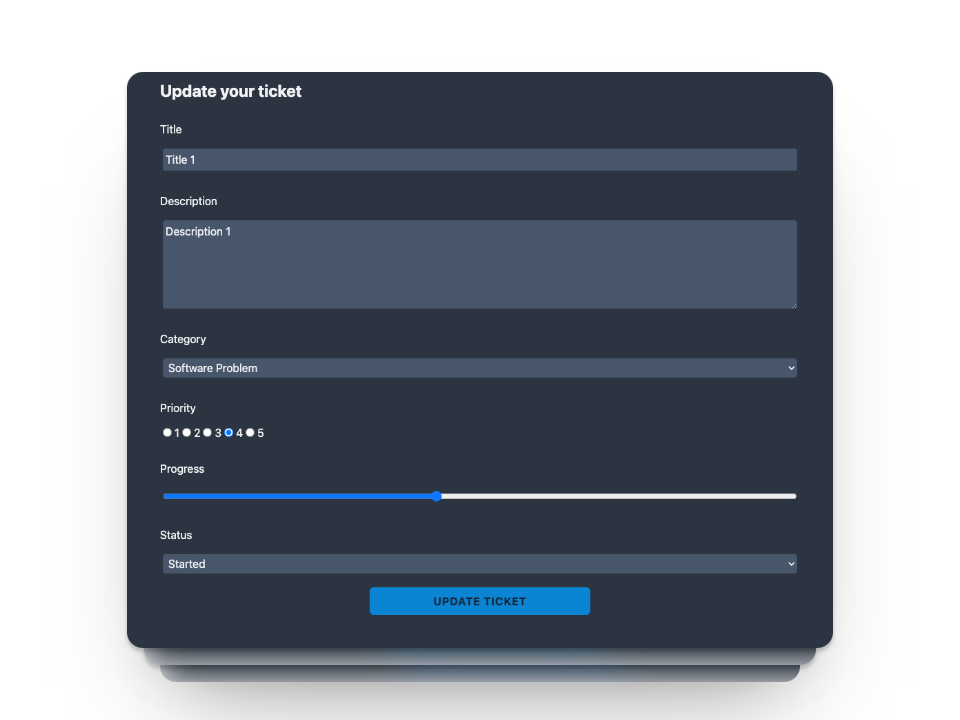 Update your ticket
Title
Title 1
Description
Description 1
Category
Software Problem
Priority
1 2 3 4 5
Progress
Status
Started
UPDATE TICKET